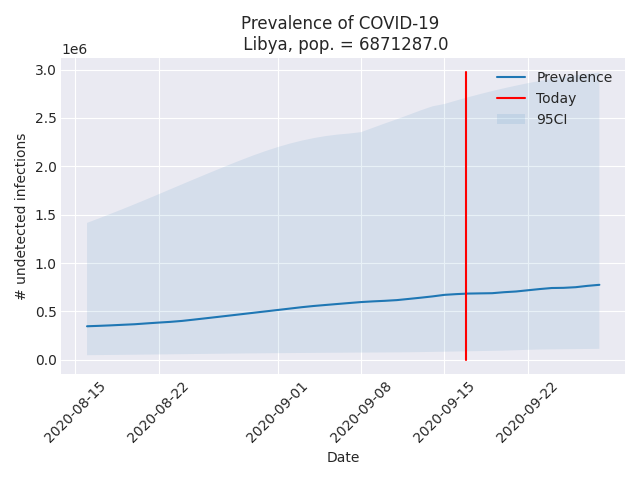 Prevalence of COVID-19
Libya, pop. = 6871287.0
1e6
3.0
2.5
2.0
1.5
1.0
0.5
0.0
# undetected infections
Prevalence
Today
95CI
2020-08-15
2020-08-22
2020-09-01
2020-09-08
2020-09-15
2020-09-22
Date